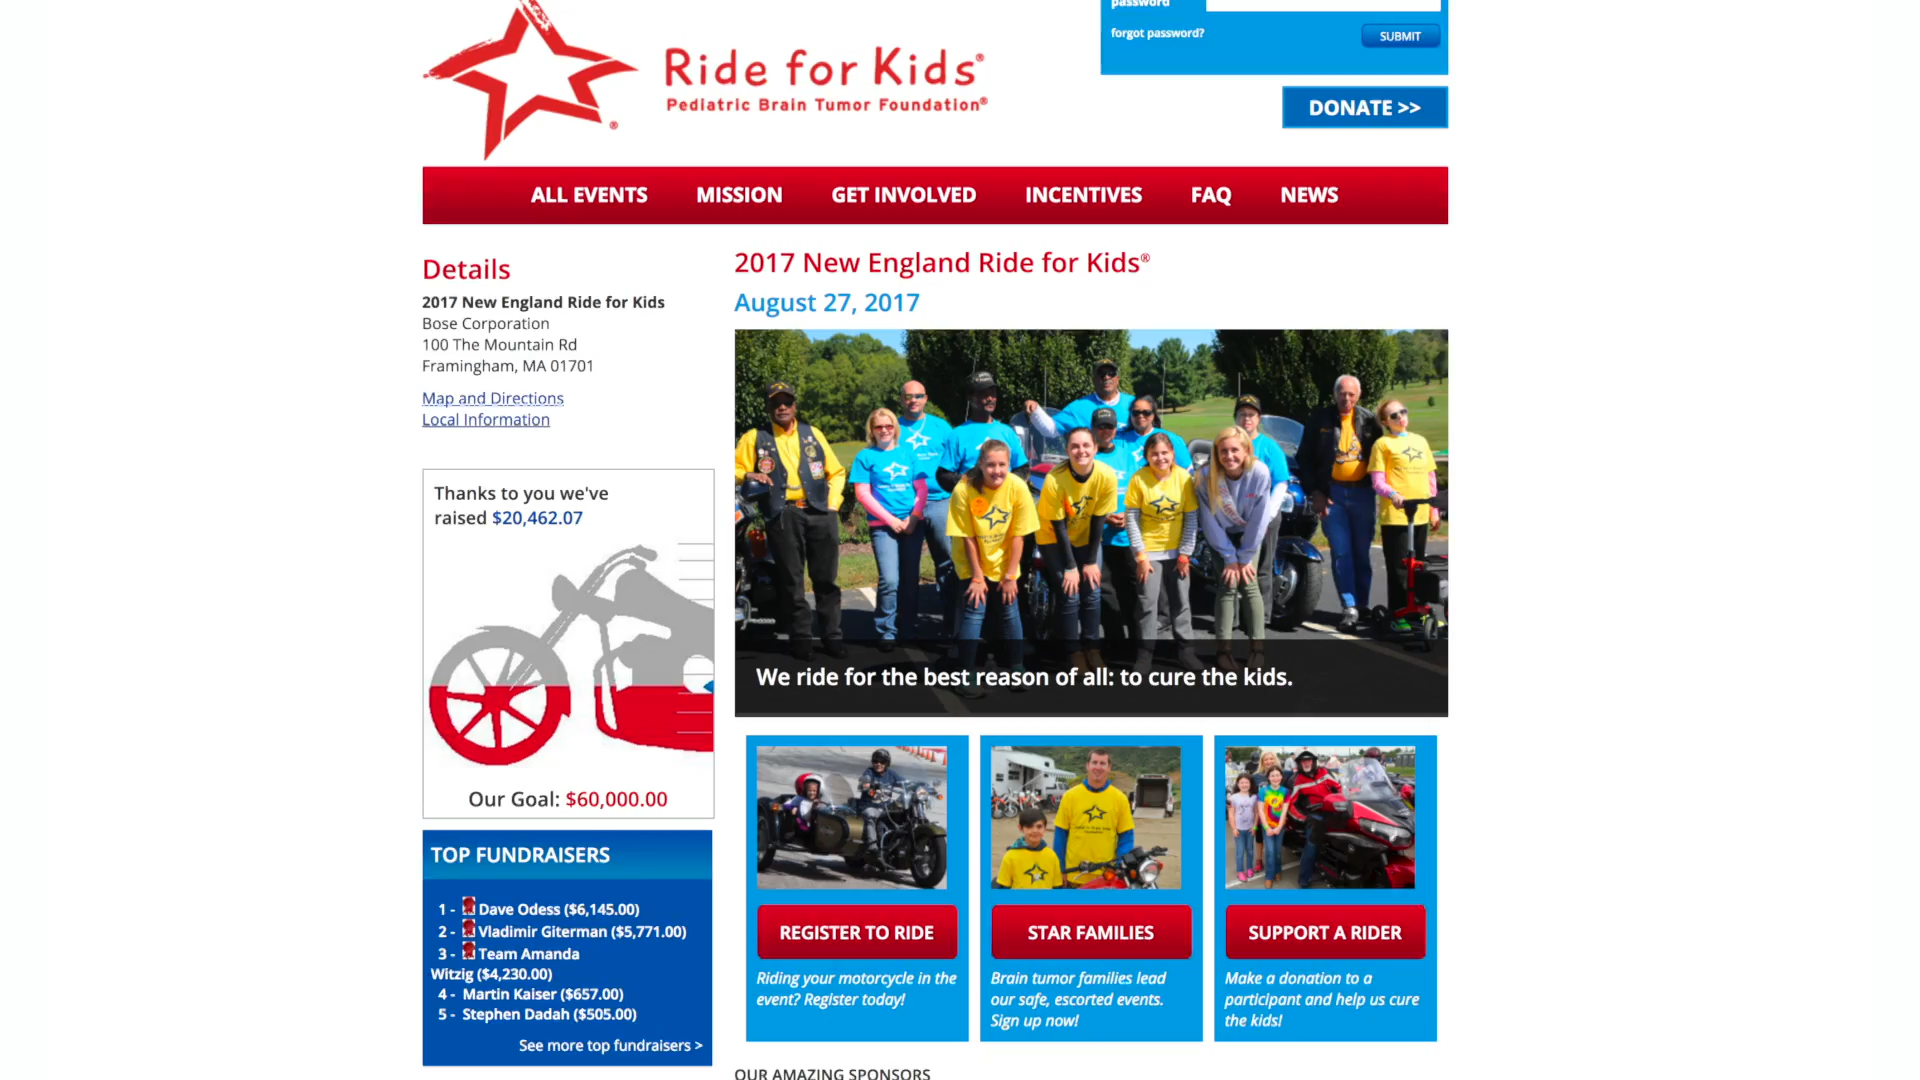 password
forgot password?
SUBMIT
Ride for Kids®
Pediatric Brain Tumor Foundation®
®
DONATE >>
ALL EVENTS MISSION GET INVOLVED INCENTIVES FAQ NEWS
Details
2017 New England Ride for Kids
Bose Corporation
100 The Mountain Rd
Framingham, MA 01701
Map and Directions
Local Information
Thanks to you we've
raised $20,462.07
Our Goal: $60,000.00
TOP FUNDRAISERS
1 - Dave Odess ($6,145.00)
2 - Vladimir Giterman ($5,771.00)
3 - Team Amanda
Witzig ($4,230.00)
4 - Martin Kaiser ($657.00)
5 - Stephen Dadah ($505.00)
See more top fundraisers >
2017 New England Ride for Kids®
August 27, 2017
We ride for the best reason of all: to cure the kids.
REGISTER TO RIDE
Riding your motorcycle in the
event? Register today!
STAR FAMILIES
Brain tumor families lead
our safe, escorted events.
Sign up now!
SUPPORT A RIDER
Make a donation to a
participant and help us cure
the kids!
OUR AMAZING SPONSORS